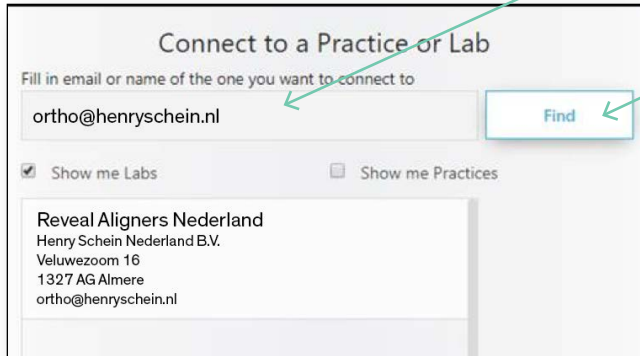 Connect to a Practice or Lab
Fill in email or name of the one you want to connect to
ortho@henryschein.nl
Find
Show me Labs
Show me Practices
Reveal Aligners Nederland
Henry Schein Nederland B.V.
Veluwezoom 16
1327 AG Almere
ortho@henryschein.nl